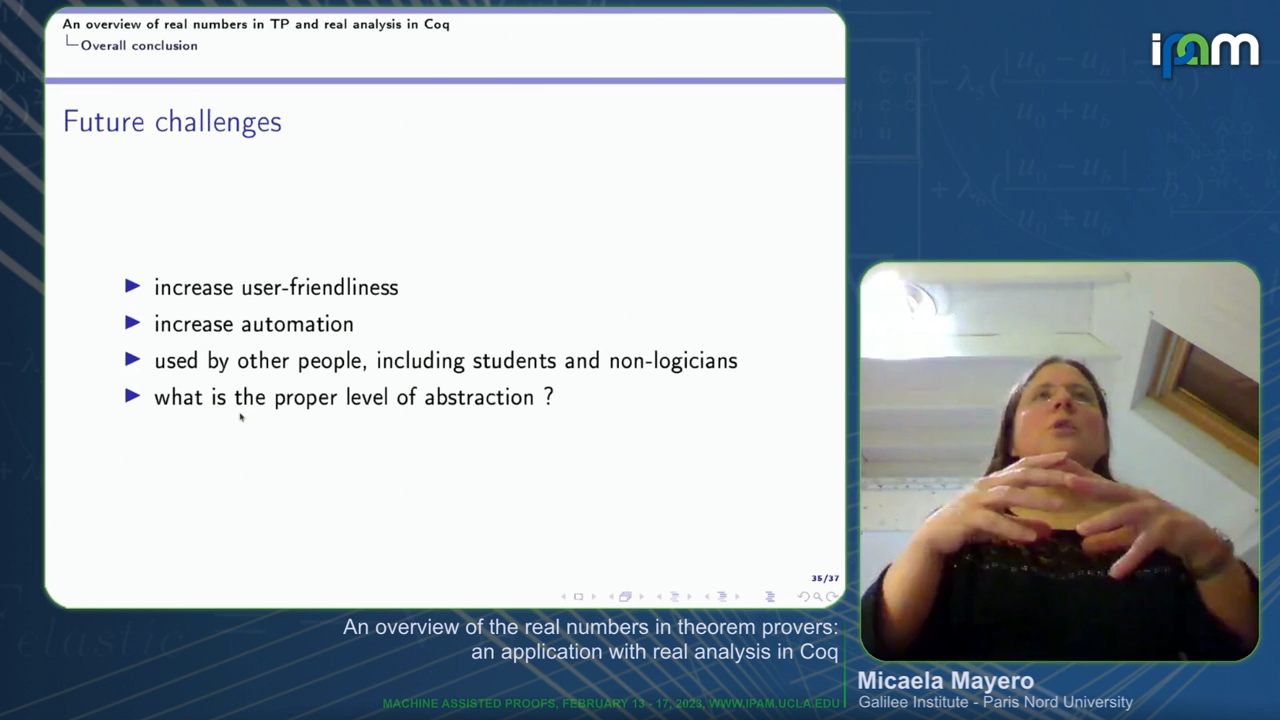 An overview of real numbers in TP and real analysis in Coq
Overall conclusion
ipam
Future challenges
increase user-friendliness
increase automation
used by other people, including students and non-logicians
what is the proper level of abstraction ?
35/37
An overview of the real numbers in theorem provers:
an application with real analysis in Coq
Micaela Mayero
MACHINE ASSISTED PROOFS, FEBRUARY 13 - 17, 2023, WWW.IPAM.UCLA.EDU
Galilee Institute - Paris Nord University
elastic